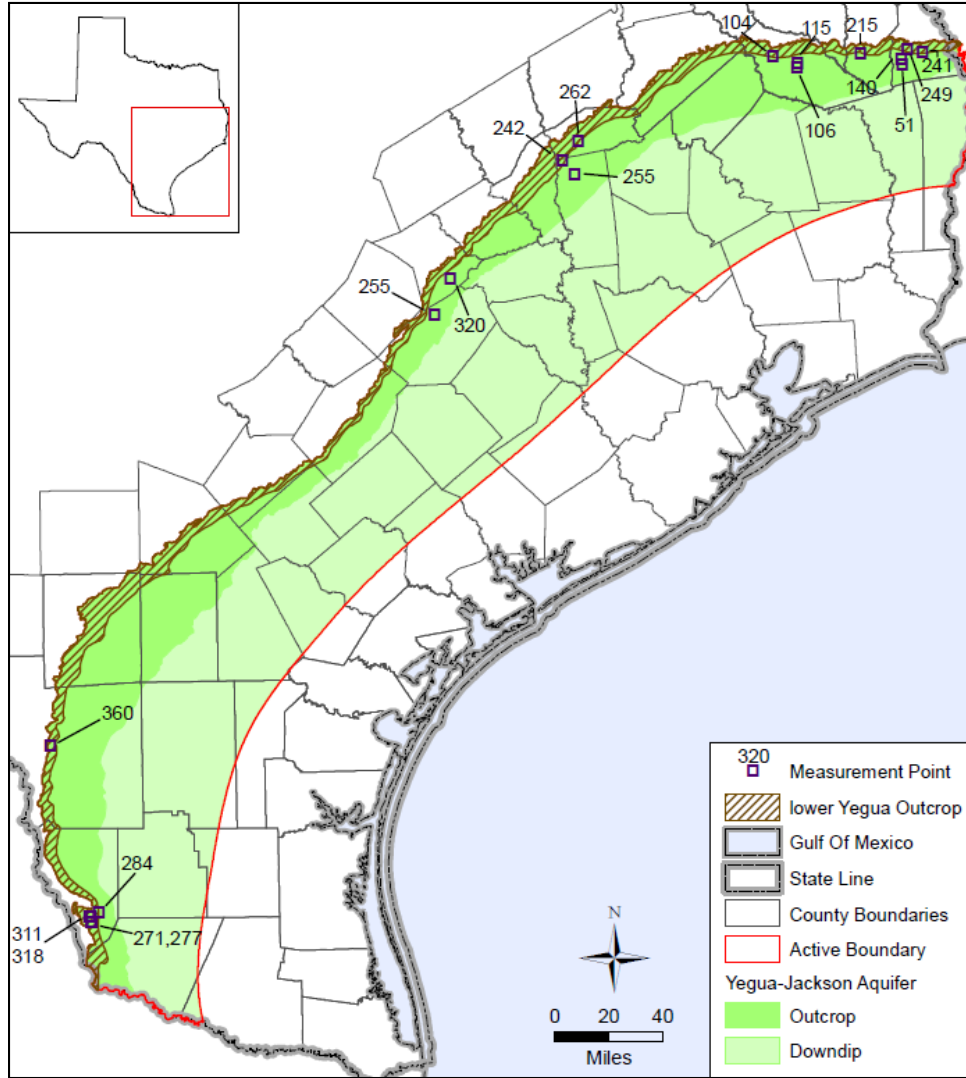 104
115
215
140
241
249
51
106
262
242
255
255
320
360
284
311
318
271,277
N
0 20 40
Miles
320
Measurement Point
lower Yegua Outcrop
Gulf Of Mexico
State Line
County Boundaries
Active Boundary
Yegua-Jackson Aquifer
Outcrop
Downdip